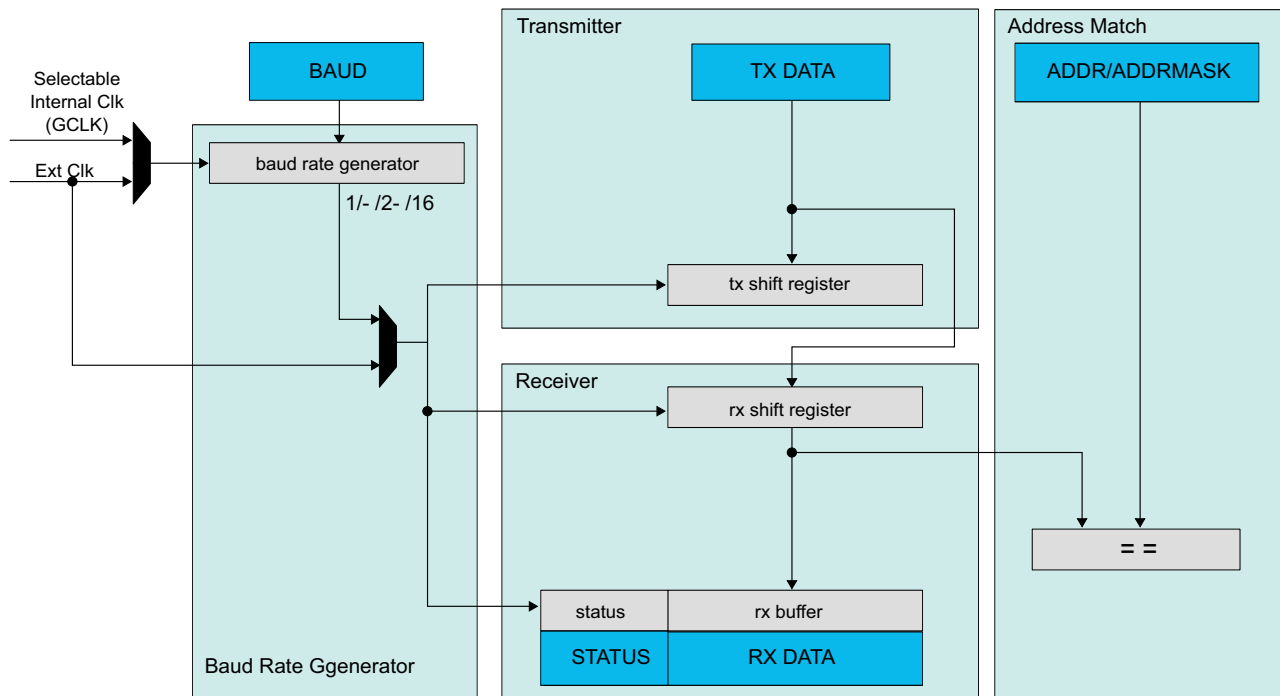 Transmitter
Address Match
BAUD
TX DATA
ADDR/ADDRMASK
Selectable
Internal Clk
(GCLK)
Ext Clk
baud rate generator
1/- /2- /16
tx shift register
Receiver
rx shift register
= =
status
rx buffer
STATUS
RX DATA
Baud Rate Ggenerator